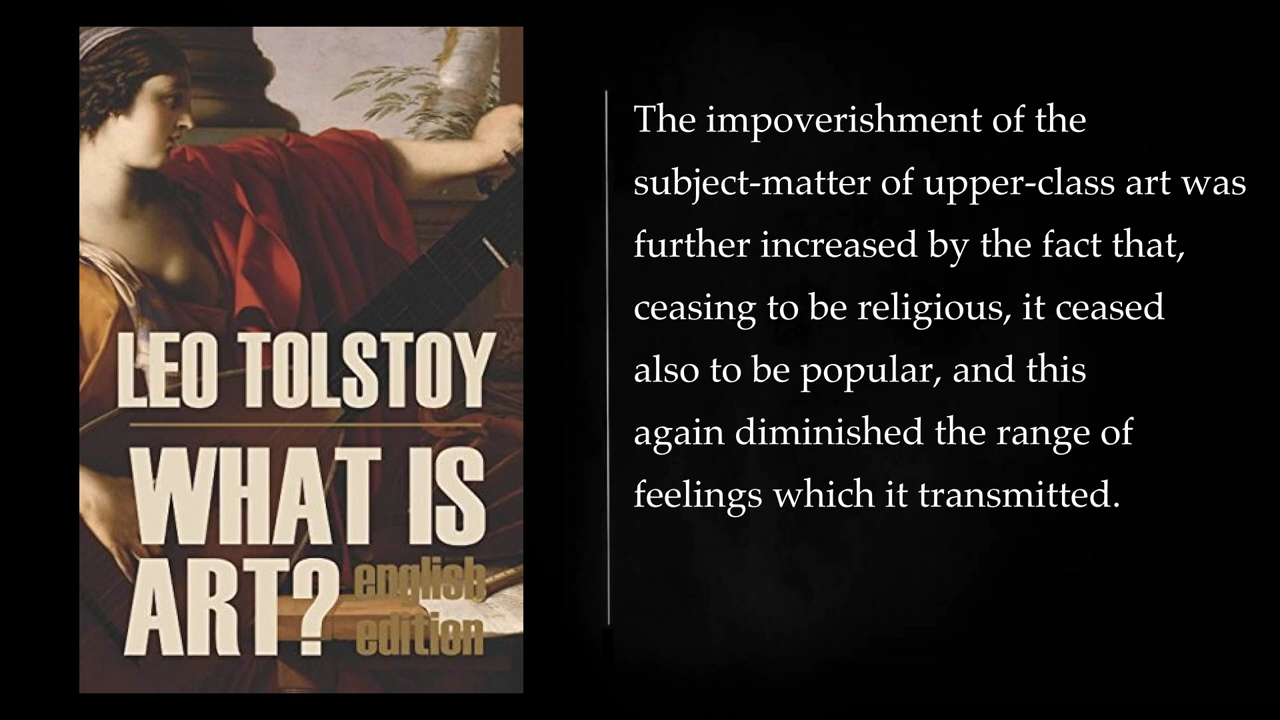 LEO TOLSTOY
WHAT IS
ART?
english
edition
The impoverishment of the
subject-matter of upper-class art was
further increased by the fact that,
ceasing to be religious, it ceased
also to be popular, and this
again diminished the range of
feelings which it transmitted.